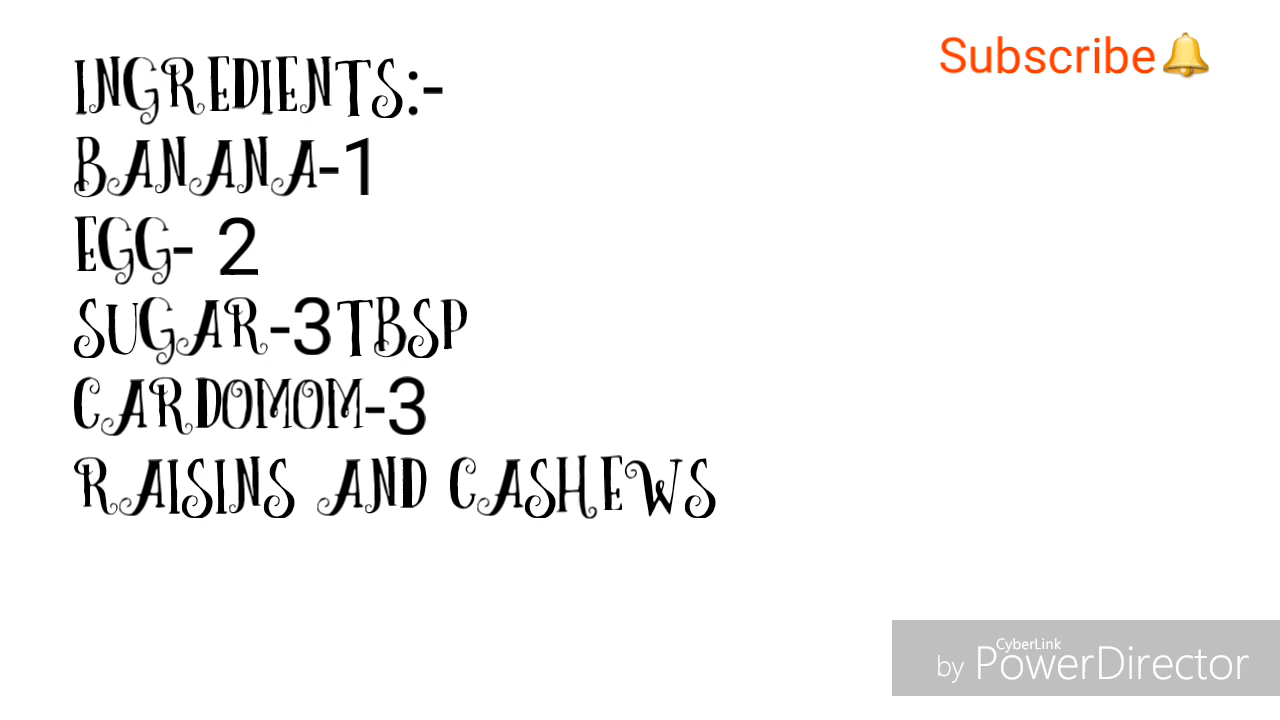 INGREDIENTS:-
BANANA-1
EGG- 2
SUGAR-3TBSP
CARDOMOM-3
RAISINS AND CASHEWS
Subscribe🔔
by CyberLink PowerDirector